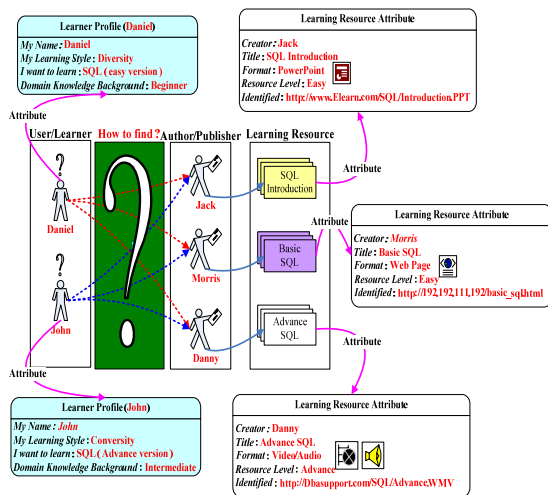 Learner Profile (Daniel)
My Name : Daniel
My Learning Style : Diversity
I want to learn : SQL ( easy version )
Domain Knowledge Background : Beginner
Learning Resource Attribute
Creator : Jack
Title : SQL Introduction
Format : PowerPoint
Resource Level : Easy
Identified : http://www.Elearn.com/SQL/Introduction.PPT
Attribute
User/Learner
How to find ?
Author/Publisher
Learning Resource
?
Daniel
?
John
?
Jack
Morris
Danny
SQL
Introduction
Basic
SQL
Advance
SQL
Attribute
Attribute
Learning Resource Attribute
Creator : Morris
Title : Basic SQL
Format : Web Page
Resource Level : Easy
Identified : http://192.192.111.192/basic_sql.html
Attribute
Attribute
Learner Profile (John)
My Name : John
My Learning Style : Conversity
I want to learn : SQL ( Advance version )
Domain Knowledge Background : Intermediate
Learning Resource Attribute
Creator : Danny
Title : Advance SQL
Format : Video/Audio
Resource Level : Advance
Identified : http://Dbasupport.com/SQL/Advance.WMV